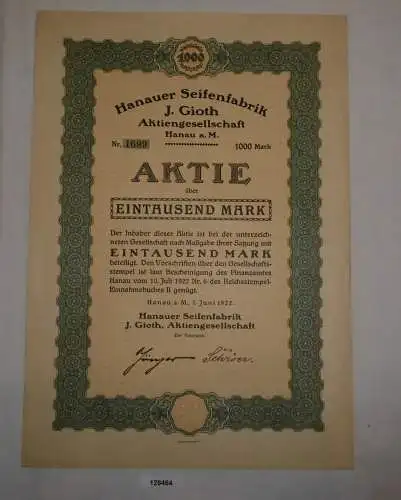 1000
Hanauer Seifenfabrik
J. Gioth
Aktiengesellschaft
Hanau a. M.
Nr. 1699 1000 Mark
AKTIE
über
EINTAUSEND MARK
Der Inhaber dieser Aktie ist bei der unterzeich-
neten Gesellschaft nach Maßgabe ihrer Satzung mit
EINTAUSEND MARK
beteiligt. Den Vorschriften über den Gesellschafts-
stempel ist laut Bescheinigung des Finanzamtes
Hanau vom 10. Juli 1922 Nr. 6 des Reichsstempel-
Einnahmebuches B genügt.
Hanau a. M., 1. Juni 1922.
Hanauer Seifenfabrik
J. Gioth, Aktiengesellschaft
Der Vorstand:
128464